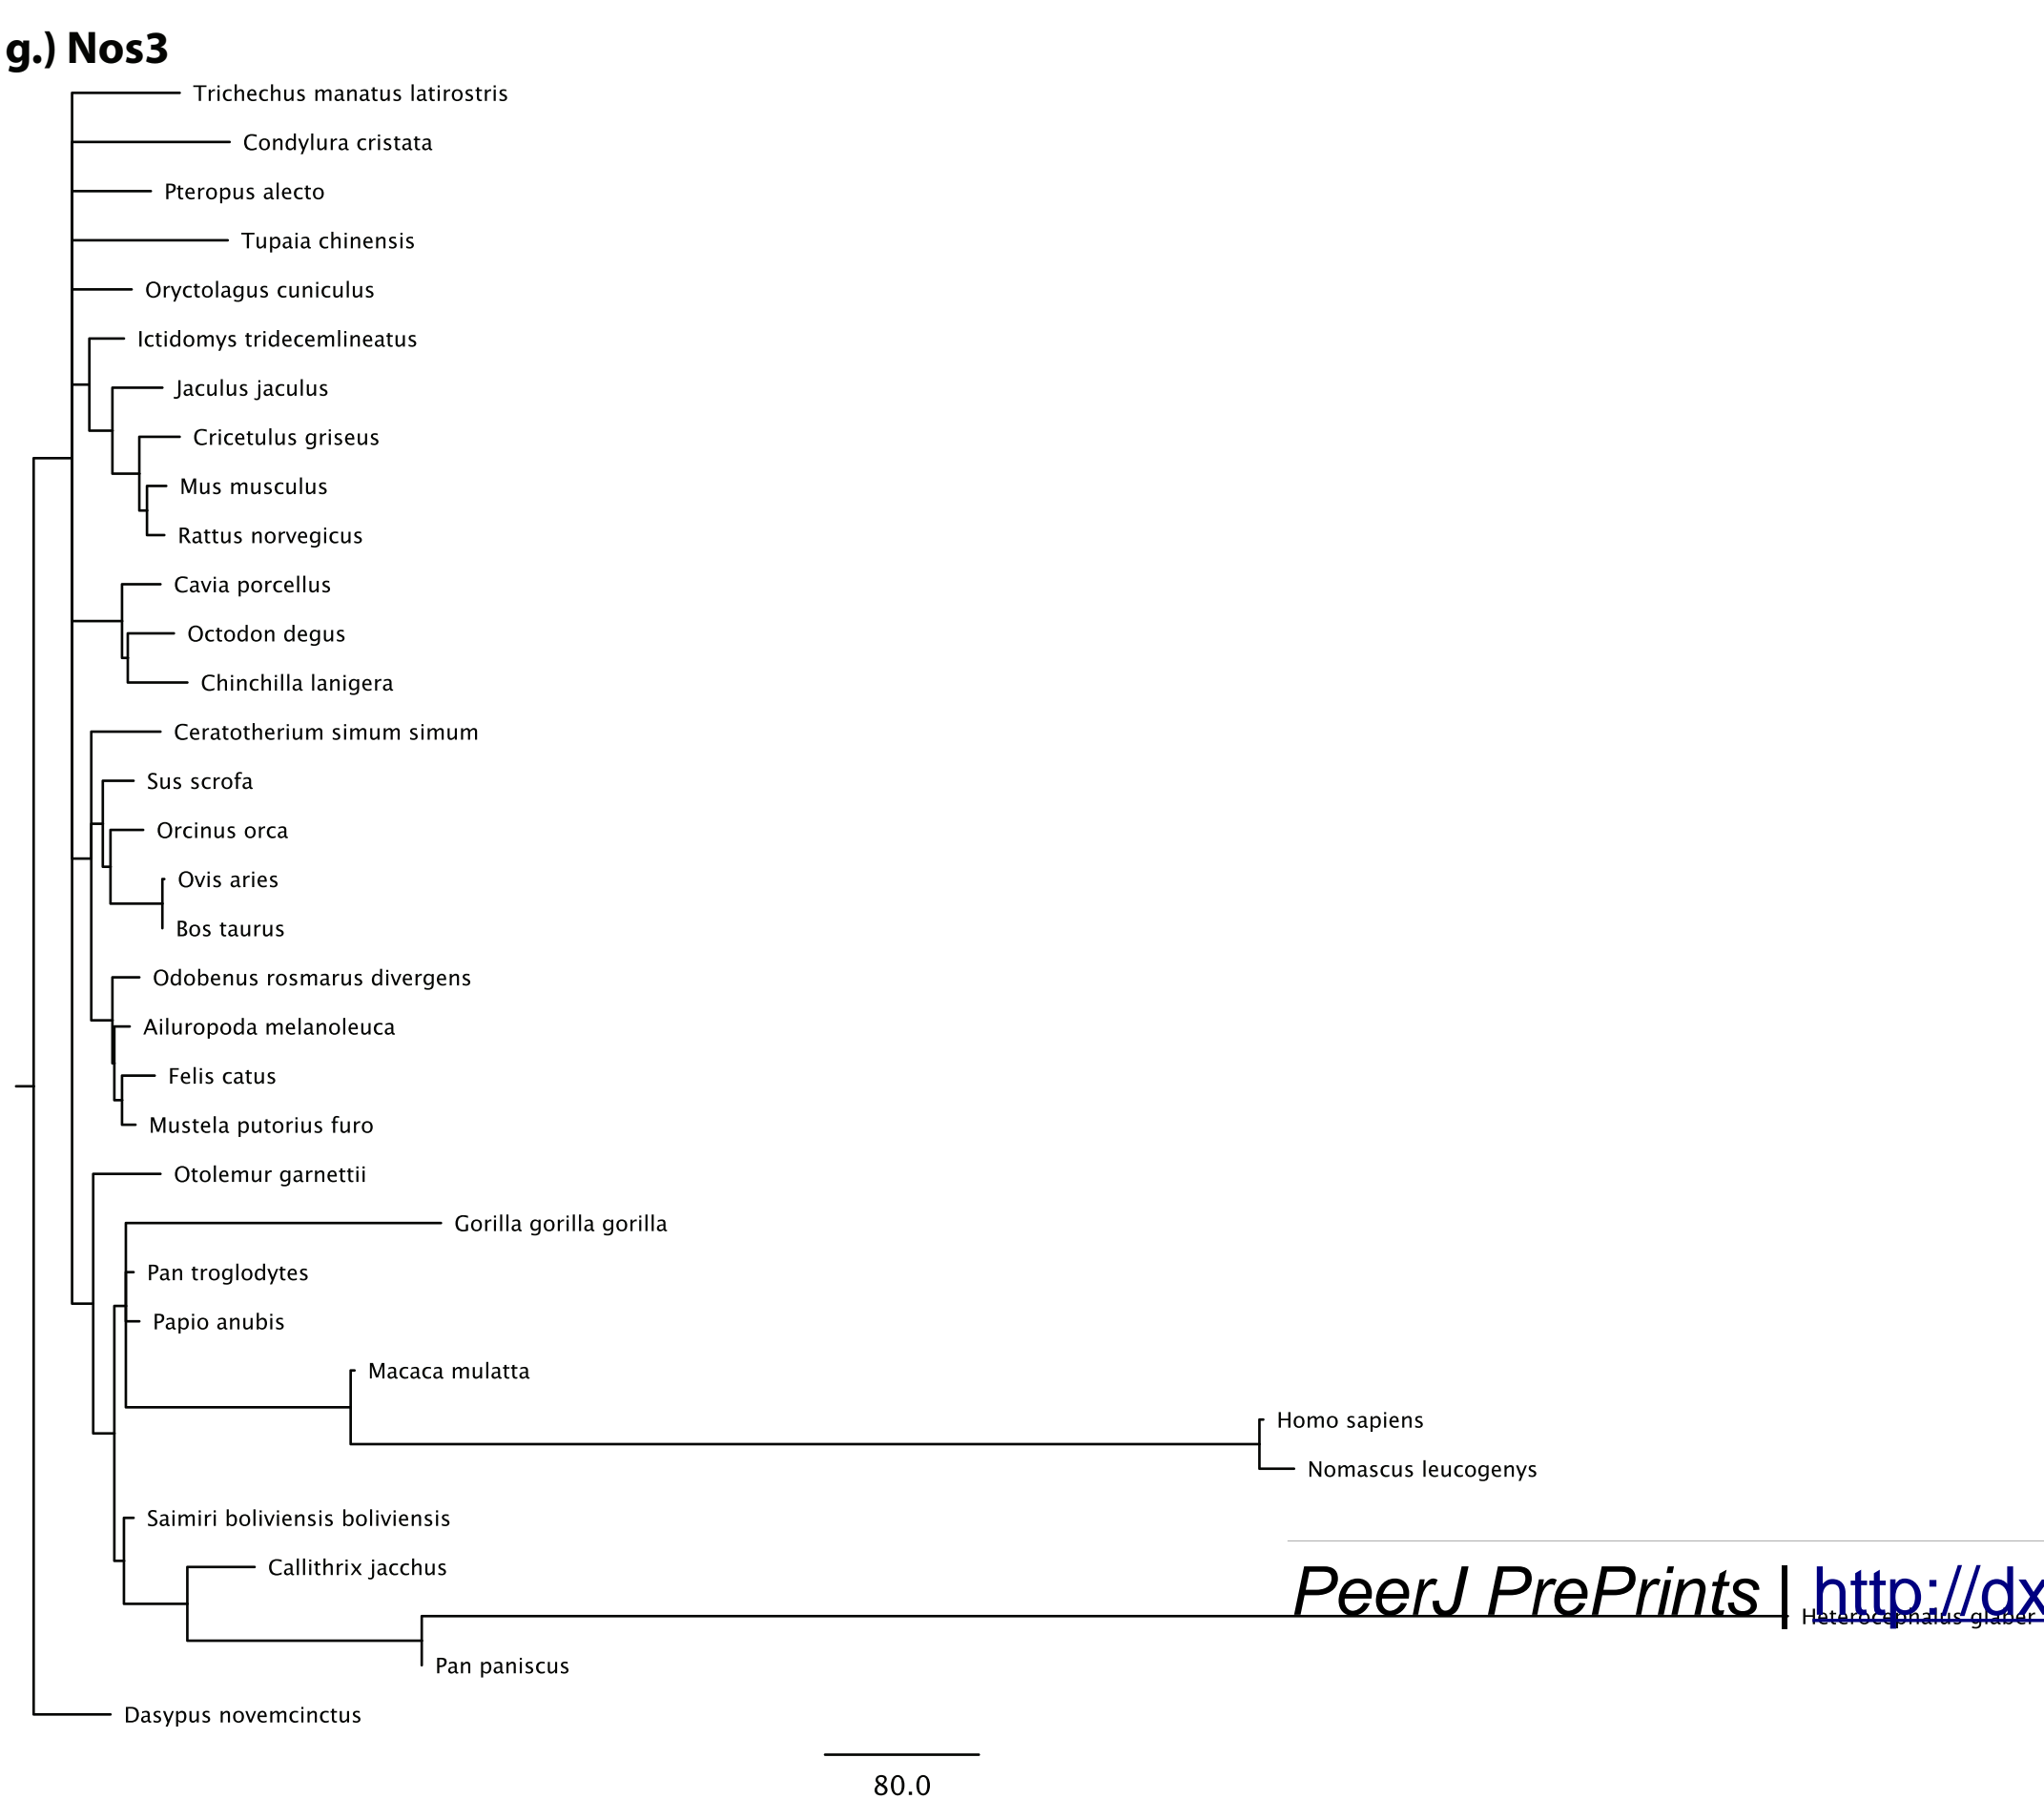 g.) Nos3
Trichechus manatus latirostris
Condylura cristata
Pteropus alecto
Tupaia chinensis
Oryctolagus cuniculus
Ictidomys tridecemlineatus
Jaculus jaculus
Cricetulus griseus
Mus musculus
Rattus norvegicus
Cavia porcellus
Octodon degus
Chinchilla lanigera
Ceratotherium simum simum
Sus scrofa
Orcinus orca
Ovis aries
Bos taurus
Odobenus rosmarus divergens
Ailuropoda melanoleuca
Felis catus
Mustela putorius furo
Otolemur garnettii
Gorilla gorilla gorilla
Pan troglodytes
Papio anubis
Macaca mulatta
Homo sapiens
Nomascus leucogenys
Saimiri boliviensis boliviensis
Callithrix jacchus
PeerJ PrePrints | http://dx
Heterocephalus glaber
Pan paniscus
Dasypus novemcinctus
80.0